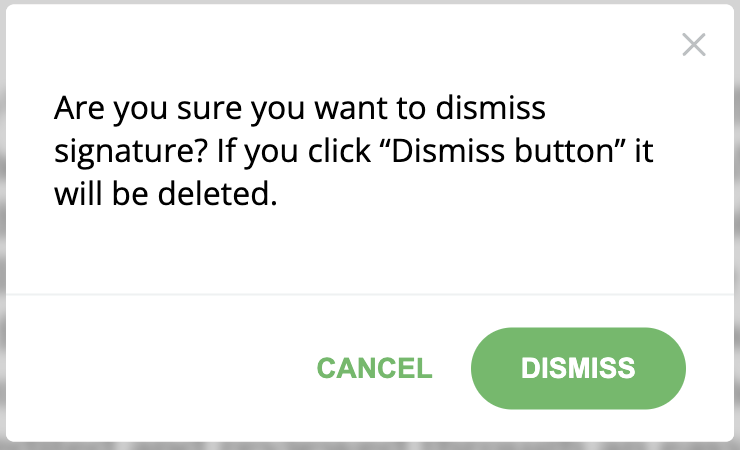 Are you sure you want to dismiss
signature? If you click “Dismiss button” it
will be deleted.
CANCEL DISMISS